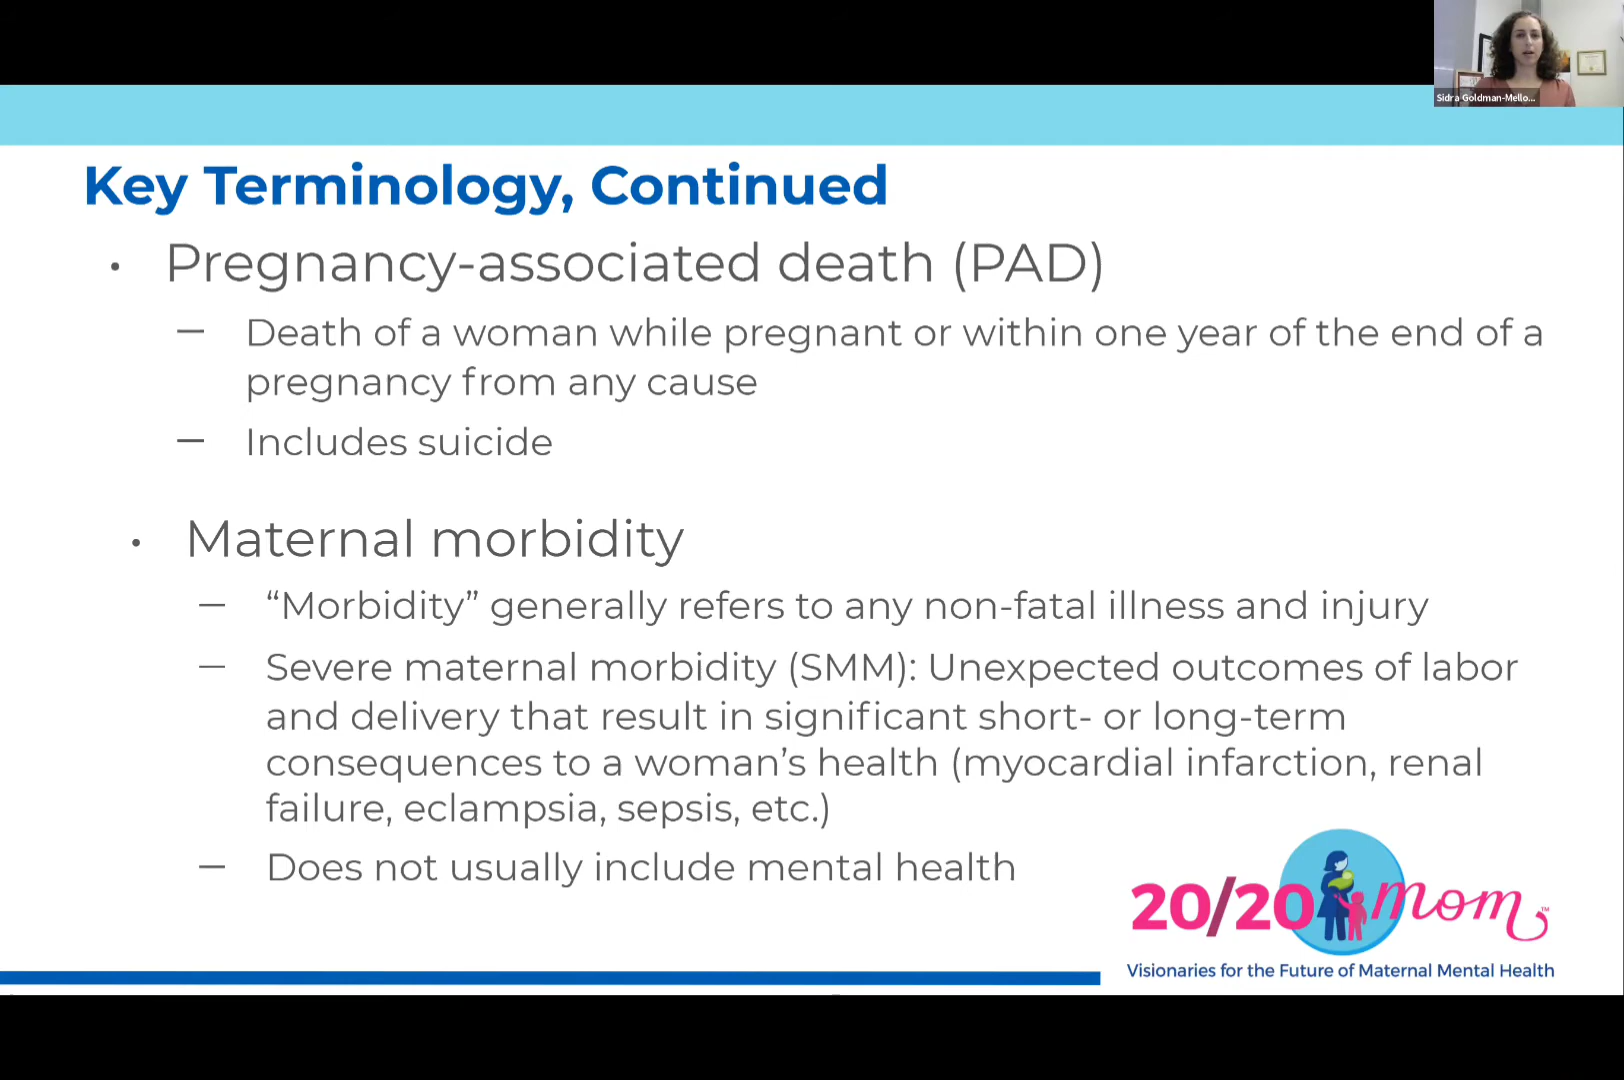 Sidra Goldman-Mello...
Key Terminology, Continued
• Pregnancy-associated death (PAD)
— Death of a woman while pregnant or within one year of the end of a
pregnancy from any cause
— Includes suicide
• Maternal morbidity
— “Morbidity” generally refers to any non-fatal illness and injury
— Severe maternal morbidity (SMM): Unexpected outcomes of labor
and delivery that result in significant short- or long-term
consequences to a woman’s health (myocardial infarction, renal
failure, eclampsia, sepsis, etc.)
— Does not usually include mental health
20/20 mom™
Visionaries for the Future of Maternal Mental Health